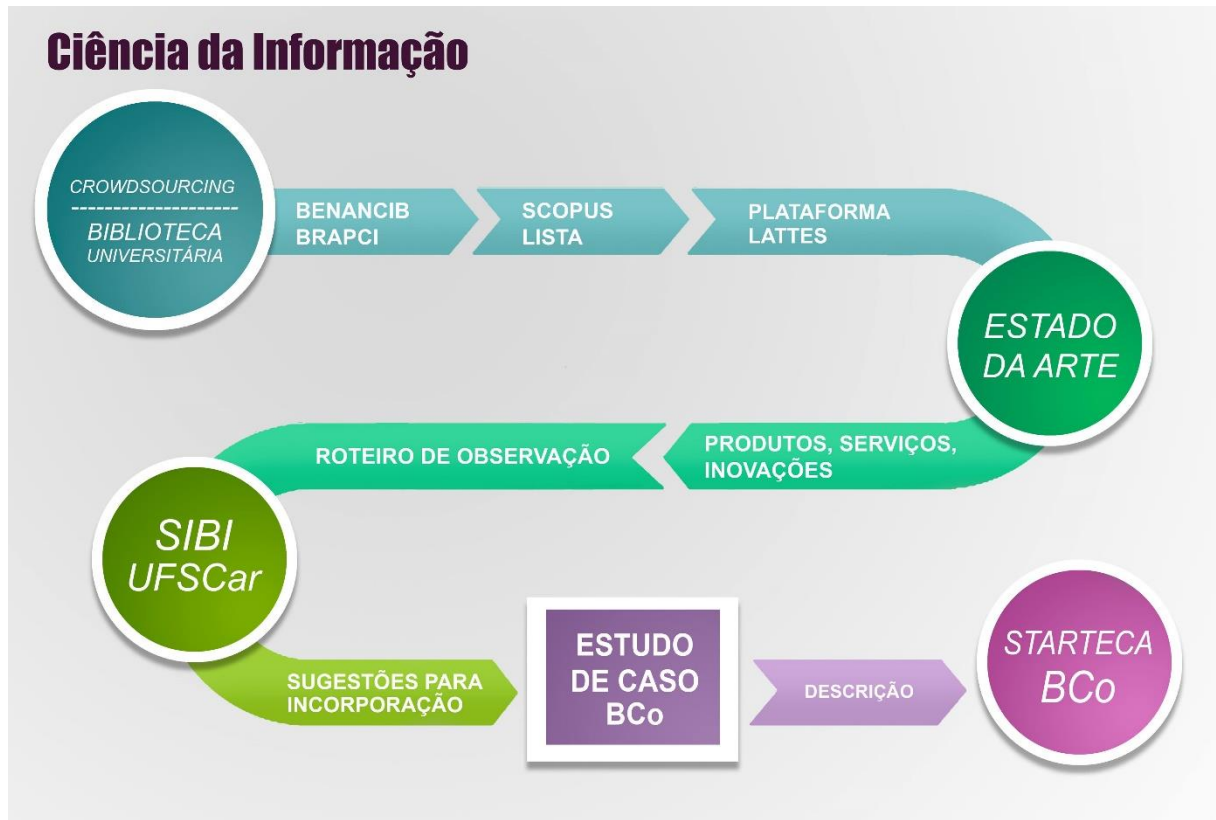 Ciência da Informação
CROWDSOURCING
--------------------
BIBLIOTECA
UNIVERSITÁRIA
BENANCIB
BRAPCI
SCOPUS
LISTA
PLATAFORMA
LATTES
ESTADO
DA ARTE
PRODUTOS, SERVIÇOS,
INOVAÇÕES
ROTEIRO DE OBSERVAÇÃO
SIBI
UFSCar
SUGESTÕES PARA
INCORPORAÇÃO
ESTUDO
DE CASO
BCo
DESCRIÇÃO
STARTECA
BCo